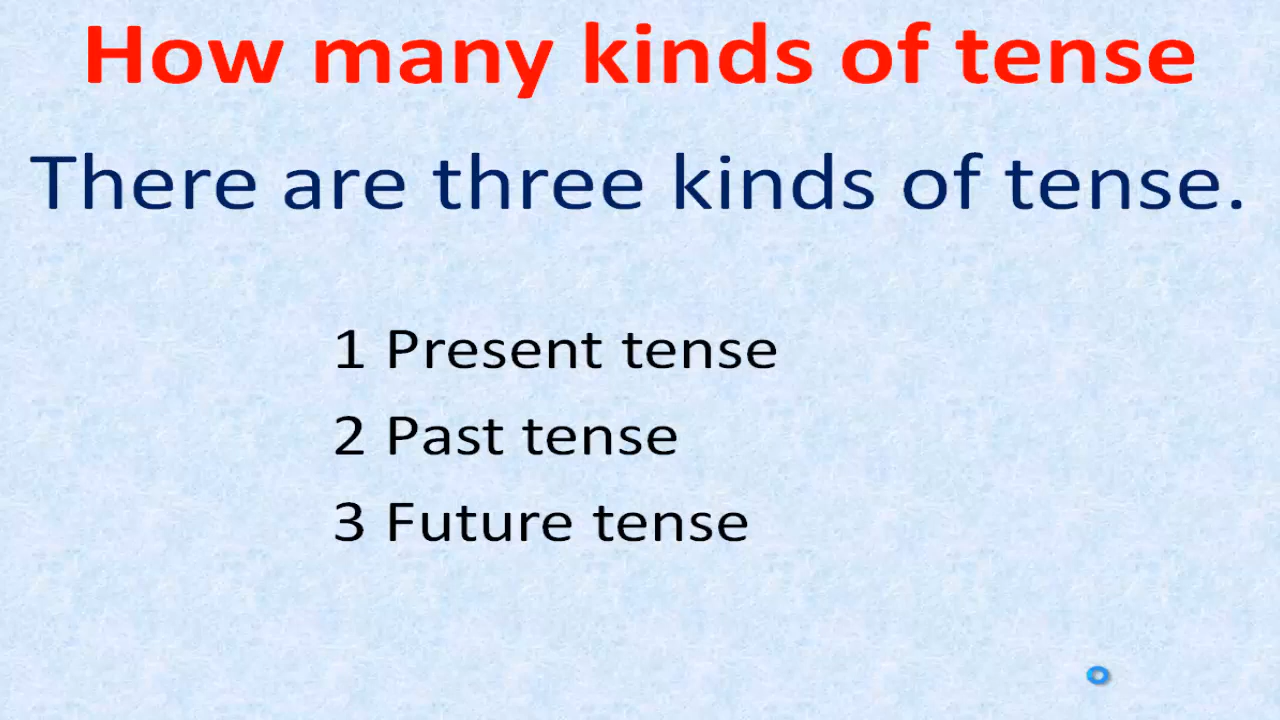 How many kinds of tense
There are three kinds of tense.
1 Present tense
2 Past tense
3 Future tense